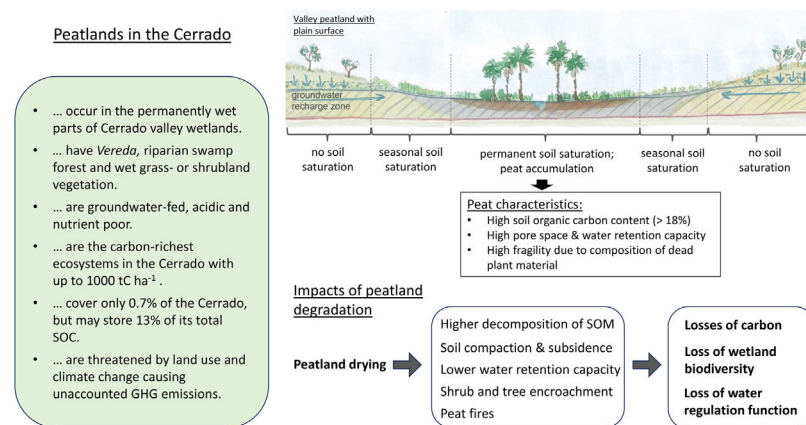 Peatlands in the Cerrado
• … occur in the permanently wet
parts of Cerrado valley wetlands.
• … have Vereda, riparian swamp
forest and wet grass- or shrubland
vegetation.
• … are groundwater-fed, acidic and
nutrient poor.
• … are the carbon-richest
ecosystems in the Cerrado with
up to 1000 tC ha⁻¹ .
• … cover only 0.7% of the Cerrado,
but may store 13% of its total
SOC.
• … are threatened by land use and
climate change causing
unaccounted GHG emissions.
Valley peatland with
plain surface
groundwater
recharge zone
no soil
saturation
seasonal soil
saturation
permanent soil saturation;
peat accumulation
seasonal soil
saturation
no soil
saturation
Peat characteristics:
• High soil organic carbon content (> 18%)
• High pore space & water retention capacity
• High fragility due to composition of dead
plant material
Impacts of peatland
degradation
Peatland drying
Higher decomposition of SOM
Soil compaction & subsidence
Lower water retention capacity
Shrub and tree encroachment
Peat fires
Losses of carbon
Loss of wetland
biodiversity
Loss of water
regulation function